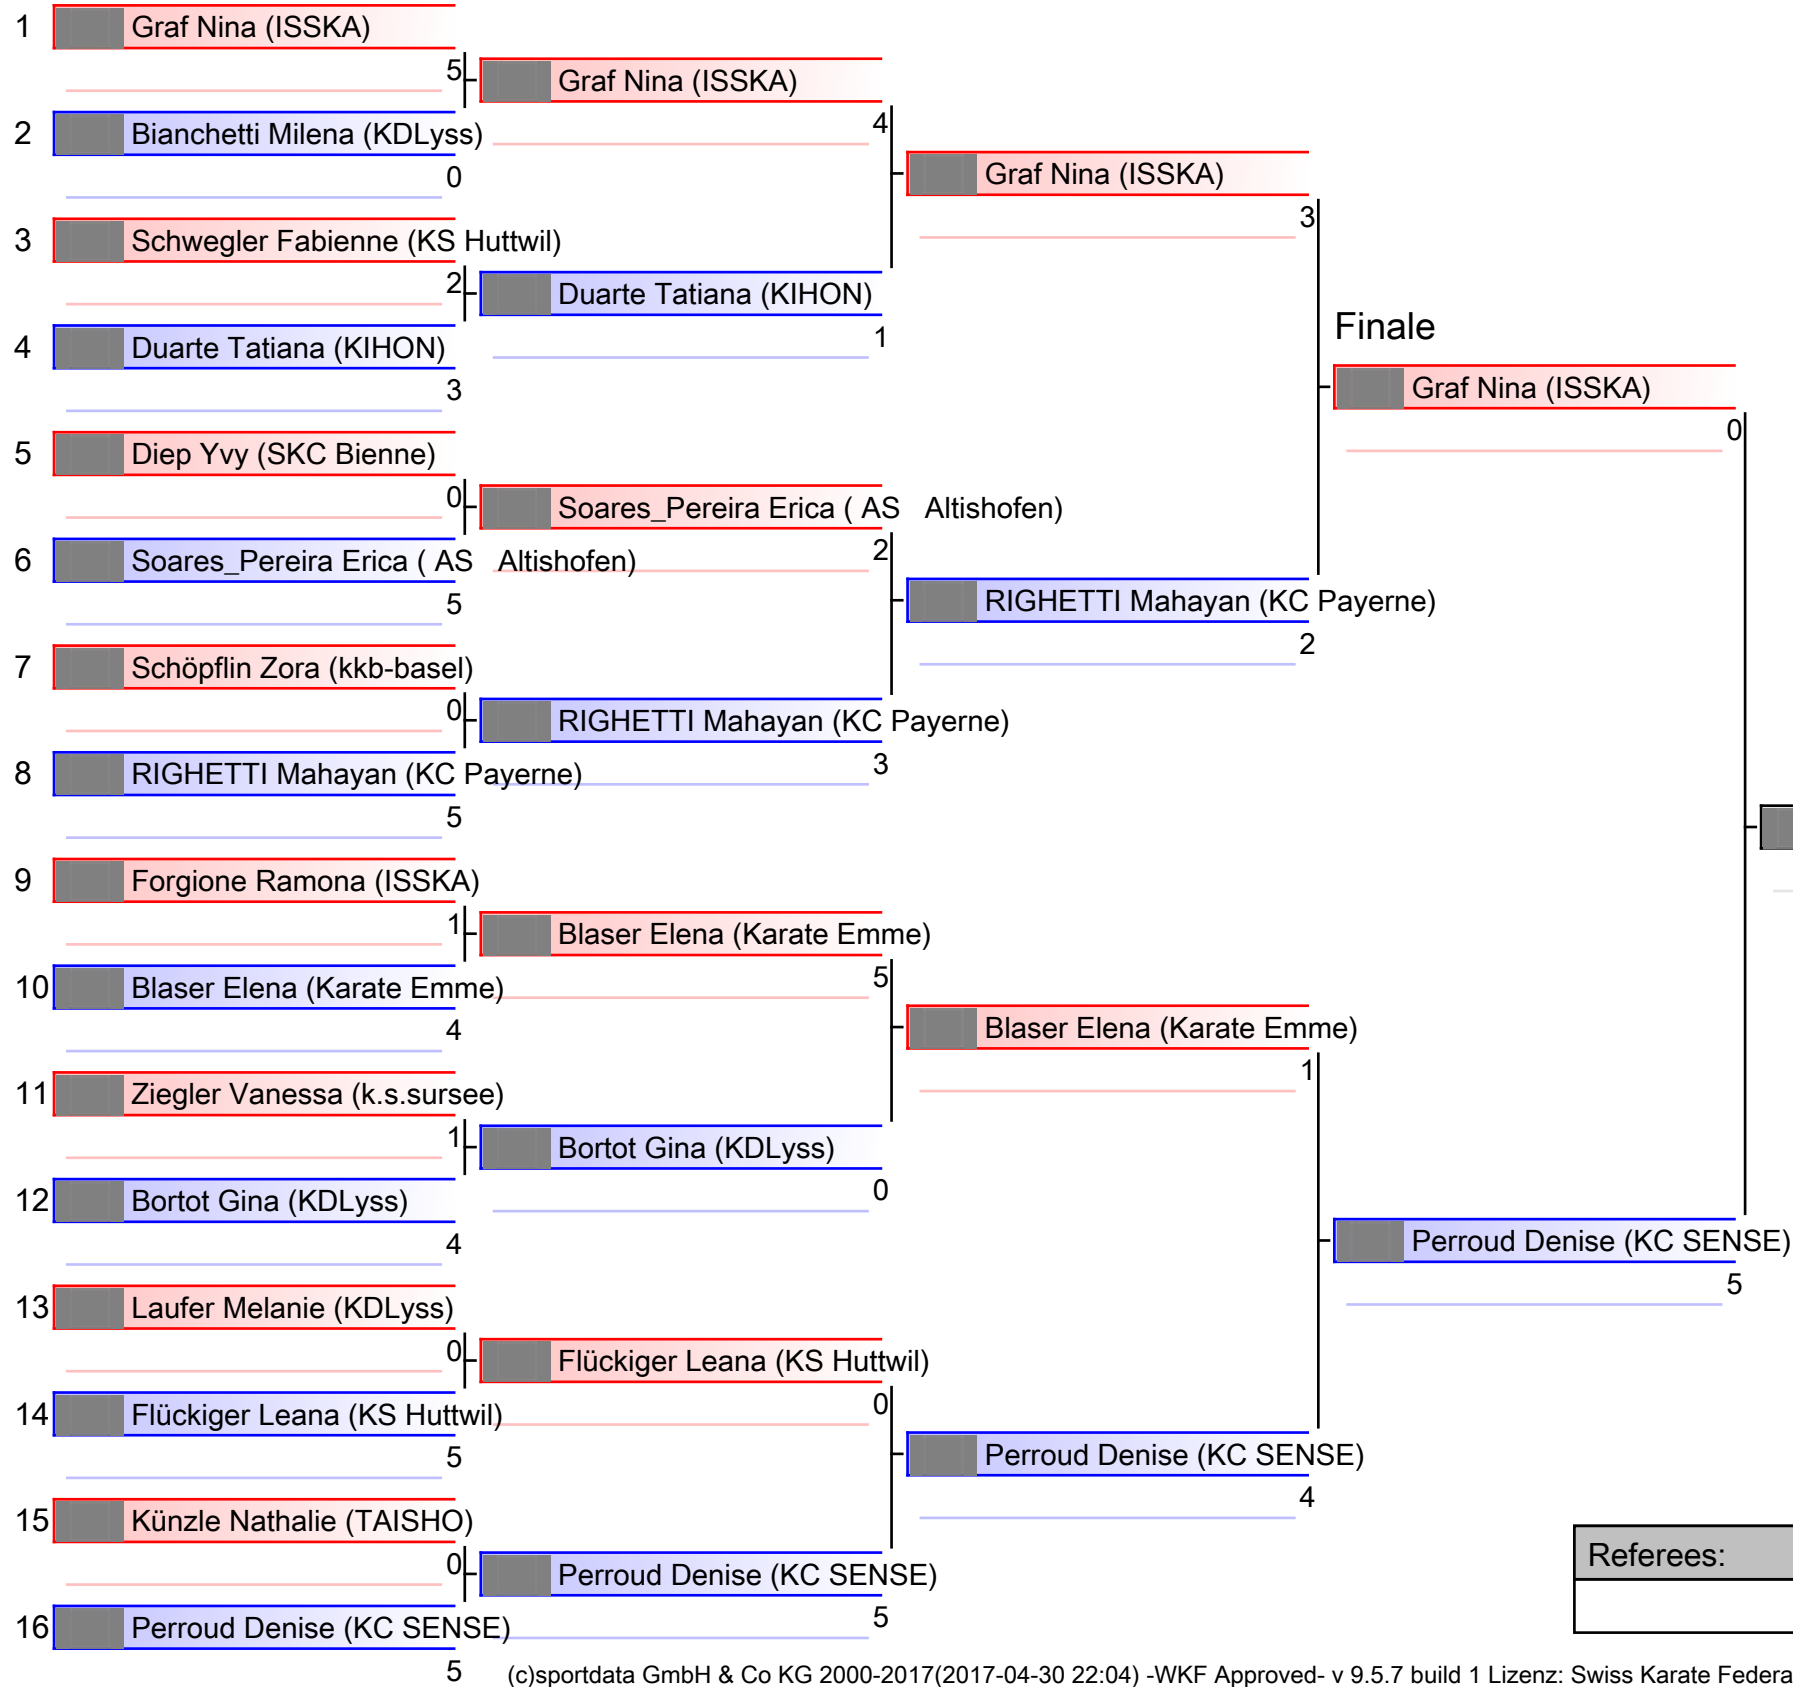 1 Graf Nina (ISSKA)
5
2 Bianchetti Milena (KDLyss)
0
3 Schwegler Fabienne (KS Huttwil)
2
4 Duarte Tatiana (KIHON)
3
5 Diep Yvy (SKC Bienne)
0
6 Soares_Pereira Erica ( AS Altishofen)
5
7 Schöpflin Zora (kkb-basel)
0
8 RIGHETTI Mahayan (KC Payerne)
5
9 Forgione Ramona (ISSKA)
1
10 Blaser Elena (Karate Emme)
4
11 Ziegler Vanessa (k.s.sursee)
1
12 Bortot Gina (KDLyss)
4
13 Laufer Melanie (KDLyss)
0
14 Flückiger Leana (KS Huttwil)
5
15 Künzle Nathalie (TAISHO)
0
16 Perroud Denise (KC SENSE)
5
Graf Nina (ISSKA)
4
Duarte Tatiana (KIHON)
1
Soares_Pereira Erica ( AS Altishofen)
2
RIGHETTI Mahayan (KC Payerne)
3
Blaser Elena (Karate Emme)
5
Bortot Gina (KDLyss)
0
Flückiger Leana (KS Huttwil)
0
Perroud Denise (KC SENSE)
5
Graf Nina (ISSKA)
3
RIGHETTI Mahayan (KC Payerne)
2
Blaser Elena (Karate Emme)
1
Perroud Denise (KC SENSE)
4
Finale
Graf Nina (ISSKA)
0
Perroud Denise (KC SENSE)
5
Referees:
(c)sportdata GmbH & Co KG 2000-2017(2017-04-30 22:04) -WKF Approved- v 9.5.7 build 1 Lizenz: Swiss Karate Federa